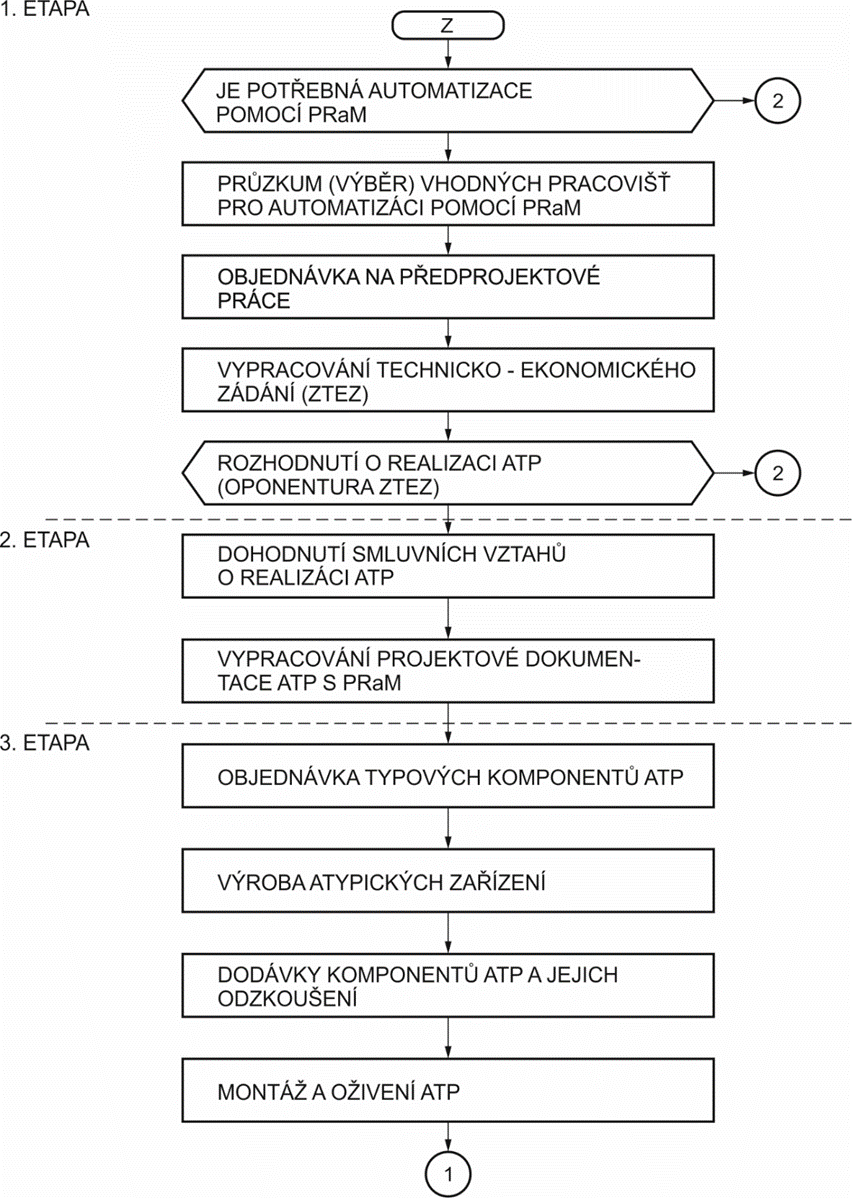 1. ETAPA
Z
JE POTŘEBNÁ AUTOMATIZACE
POMOCÍ PRaM
2
PRŮZKUM (VÝBĚR) VHODNÝCH PRACOVIŠŤ
PRO AUTOMATIZÁCI POMOCÍ PRaM
OBJEDNÁVKA NA PŘEDPROJEKTOVÉ
PRÁCE
VYPRACOVÁNÍ TECHNICKO - EKONOMICKÉHO
ZÁDÁNÍ (ZTEZ)
ROZHODNUTÍ O REALIZACI ATP
(OPONENTURA ZTEZ)
2
2. ETAPA
DOHODNUTÍ SMLUVNÍCH VZTAHŮ
O REALIZÁCI ATP
VYPRACOVÁNÍ PROJEKTOVÉ DOKUMEN-
TACE ATP S PRaM
3. ETAPA
OBJEDNÁVKA TYPOVÝCH KOMPONENTŮ ATP
VÝROBA ATYPICKÝCH ZAŘÍZENÍ
DODÁVKY KOMPONENTŮ ATP A JEJICH
ODZKOUŠENÍ
MONTÁŽ A OŽIVENÍ ATP
1